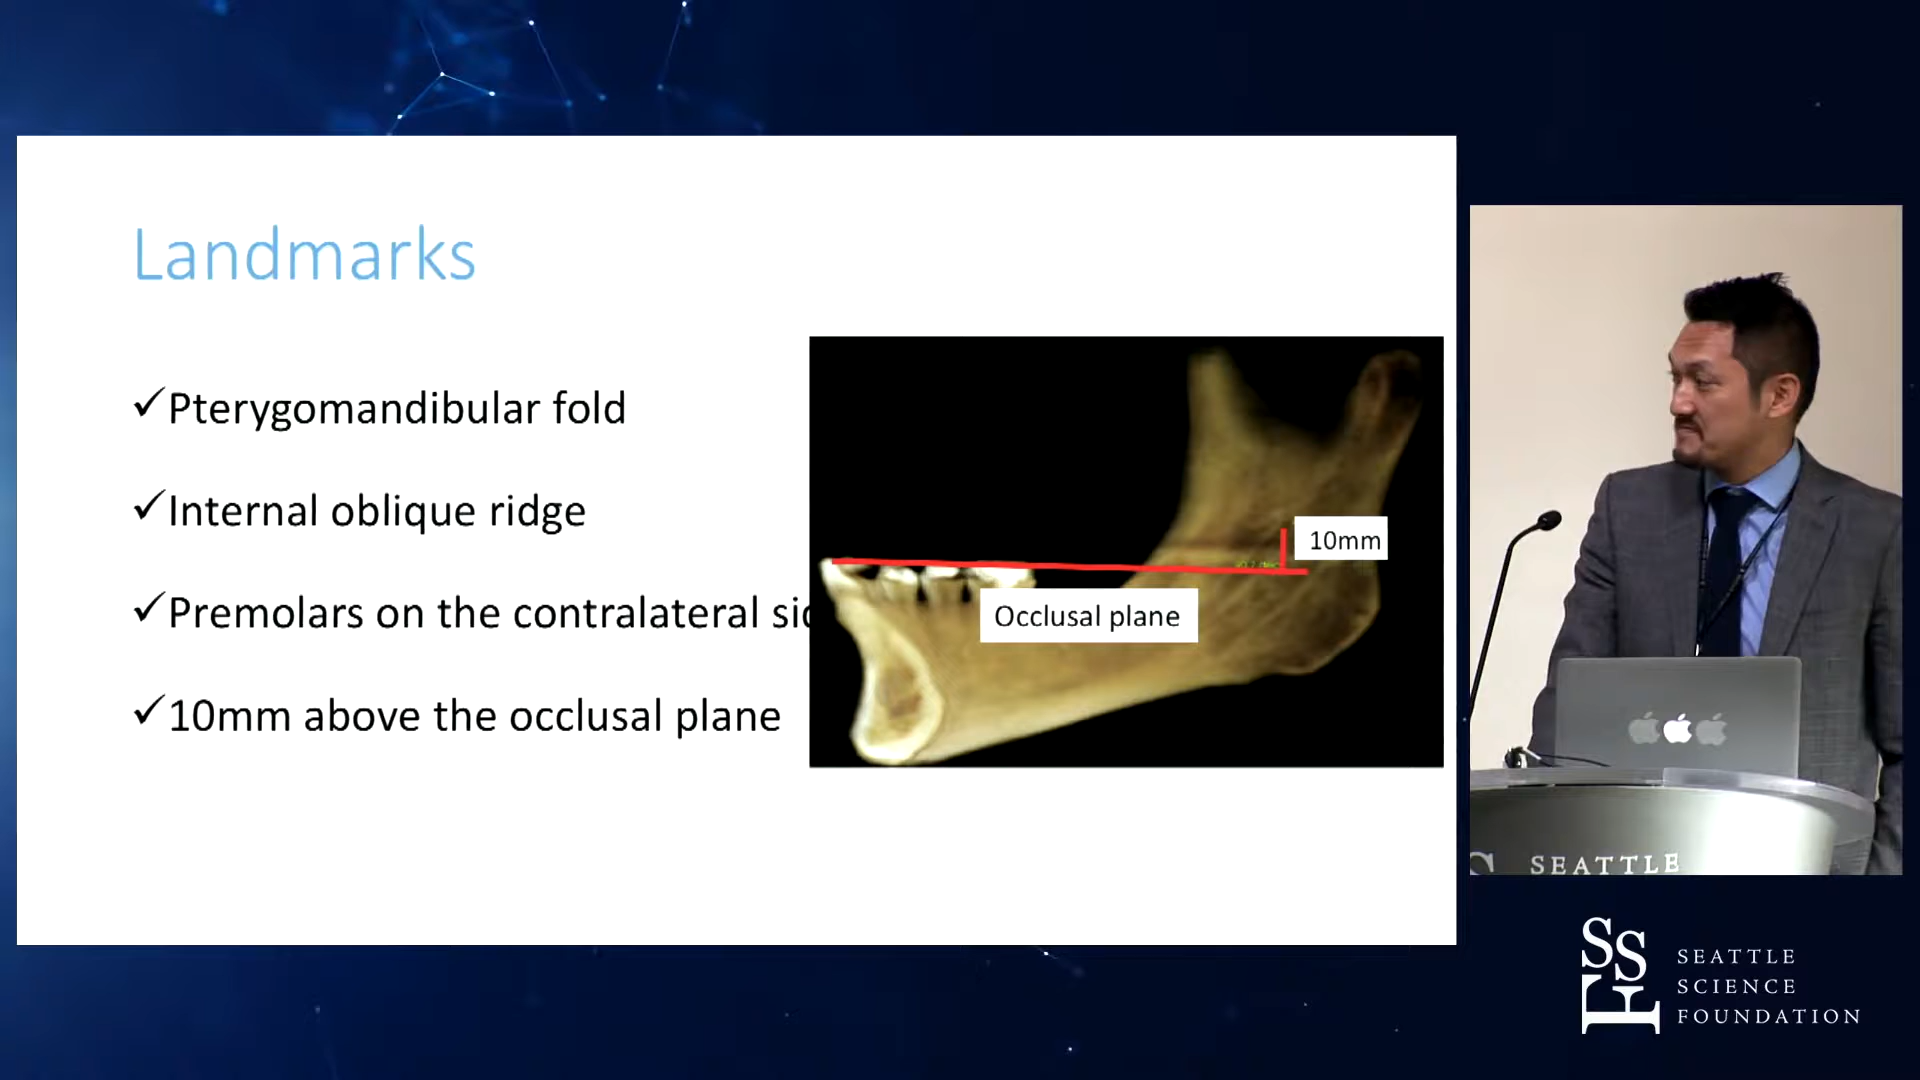 Landmarks
✓Pterygomandibular fold
✓Internal oblique ridge
✓Premolars on the contralateral
✓10mm above the occlusal plane
10mm
Occlusal plane
SEATTLE
SSF
SEATTLE
SCIENCE
FOUNDATION